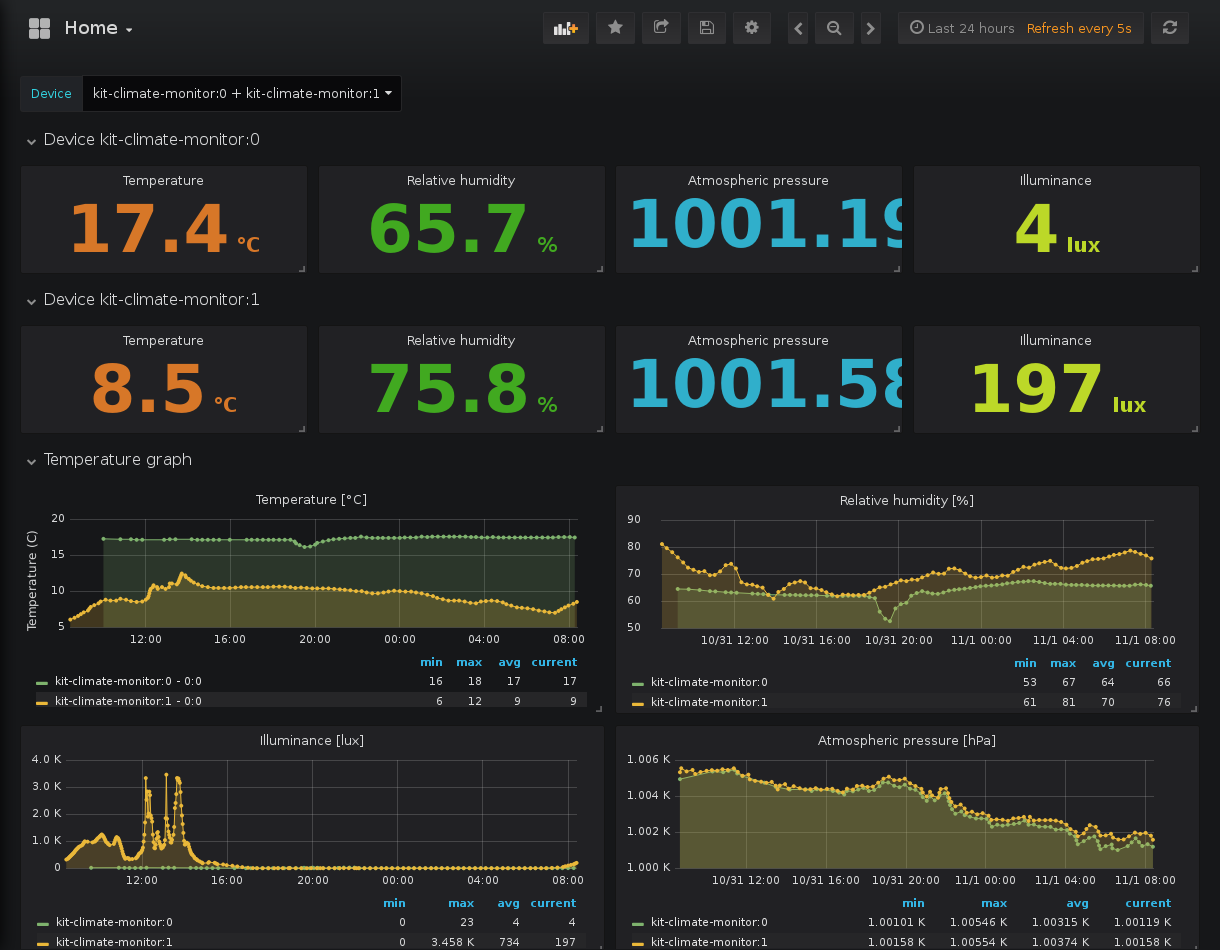 Home
Last 24 hours Refresh every 5s
Device kit-climate-monitor:0 + kit-climate-monitor:1
Device kit-climate-monitor:0
Temperature Relative humidity Atmospheric pressure Illuminance
17.4 °C 65.7 % 1001.19 4 lux
Device kit-climate-monitor:1
Temperature Relative humidity Atmospheric pressure Illuminance
8.5 °C 75.8 % 1001.58 197 lux
Temperature graph
Temperature [°C]
Temperature (C)
20
15
10
5
12:00 16:00 20:00 00:00 04:00 08:00
min max avg current
kit-climate-monitor:0 - 0:0 16 18 17 17
kit-climate-monitor:1 - 0:0 6 12 9 9
Relative humidity [%]
90
80
70
60
50
10/31 12:00 10/31 16:00 10/31 20:00 11/1 00:00 11/1 04:00 11/1 08:00
min max avg current
kit-climate-monitor:0 53 67 64 66
kit-climate-monitor:1 61 81 70 76
Illuminance [lux]
4.0 K
3.0 K
2.0 K
1.0 K
0
12:00 16:00 20:00 00:00 04:00 08:00
min max avg current
kit-climate-monitor:0 0 23 4 4
kit-climate-monitor:1 0 3.458 K 734 197
Atmospheric pressure [hPa]
1.006 K
1.004 K
1.002 K
1.000 K
10/31 12:00 10/31 16:00 10/31 20:00 11/1 00:00 11/1 04:00 11/1 08:00
min max avg current
kit-climate-monitor:0 1.00101 K 1.00546 K 1.00315 K 1.00119 K
kit-climate-monitor:1 1.00158 K 1.00554 K 1.00374 K 1.00158 K